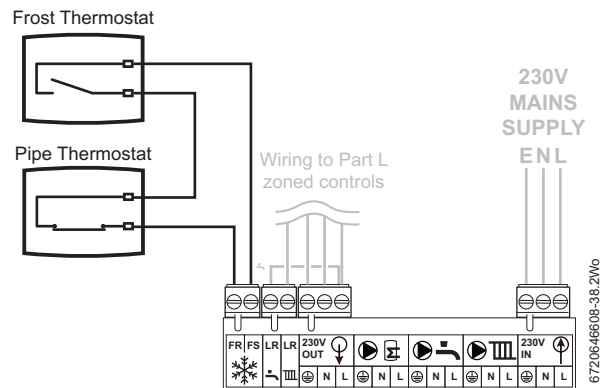 Frost Thermostat
Pipe Thermostat
Wiring to Part L
zoned controls
230V
MAINS
SUPPLY
E N L
FR FS LR LR 230V OUT 230V IN
N L N L N L N L N L
6720646608-38.2Wo